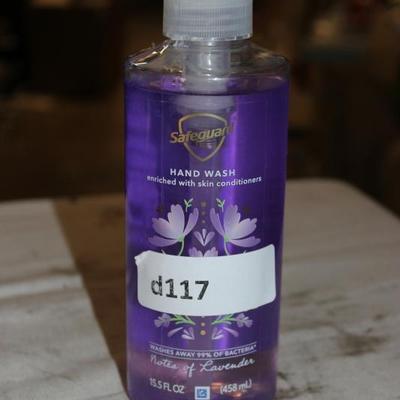 Safeguard
HAND WASH
enriched with skin conditioners
d117
WASHES AWAY 99% OF BACTERIA*
Notes of Lavender
15.5 FL OZ (458 mL)